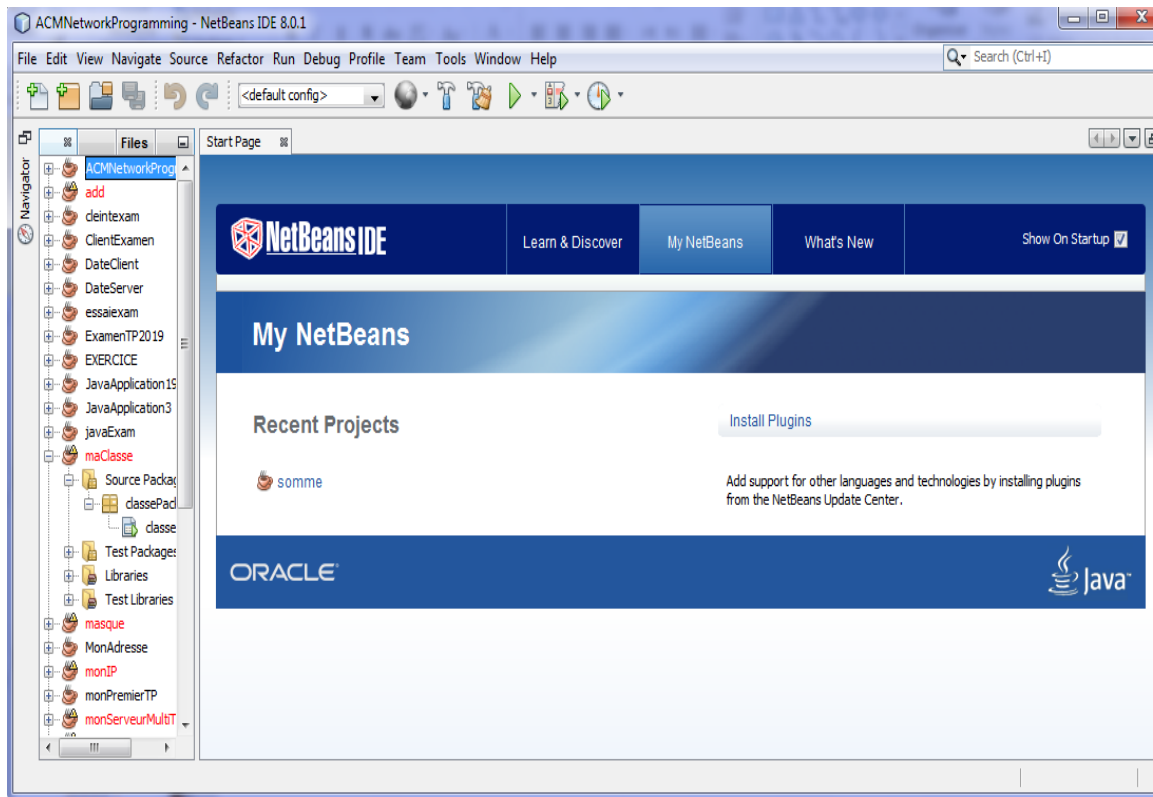 ACMNetworkProgramming - NetBeans IDE 8.0.1
File Edit View Navigate Source Refactor Run Debug Profile Team Tools Window Help
Search (Ctrl+I)
<default config>
Files
Start Page
Navigator
ACMNetworkProg
add
cleintexam
ClientExamen
DateClient
DateServer
essaiexam
ExamenTP2019
EXERCICE
JavaApplication19
JavaApplication3
javaExam
maClasse
Source Packag
classePack
classe
Test Packages
Libraries
Test Libraries
masque
MonAdresse
monIP
monPremierTP
monServeurMultiT
NetBeans IDE
Learn & Discover
My NetBeans
What's New
Show On Startup
My NetBeans
Recent Projects
somme
Install Plugins
Add support for other languages and technologies by installing plugins
from the NetBeans Update Center.
ORACLE
Java